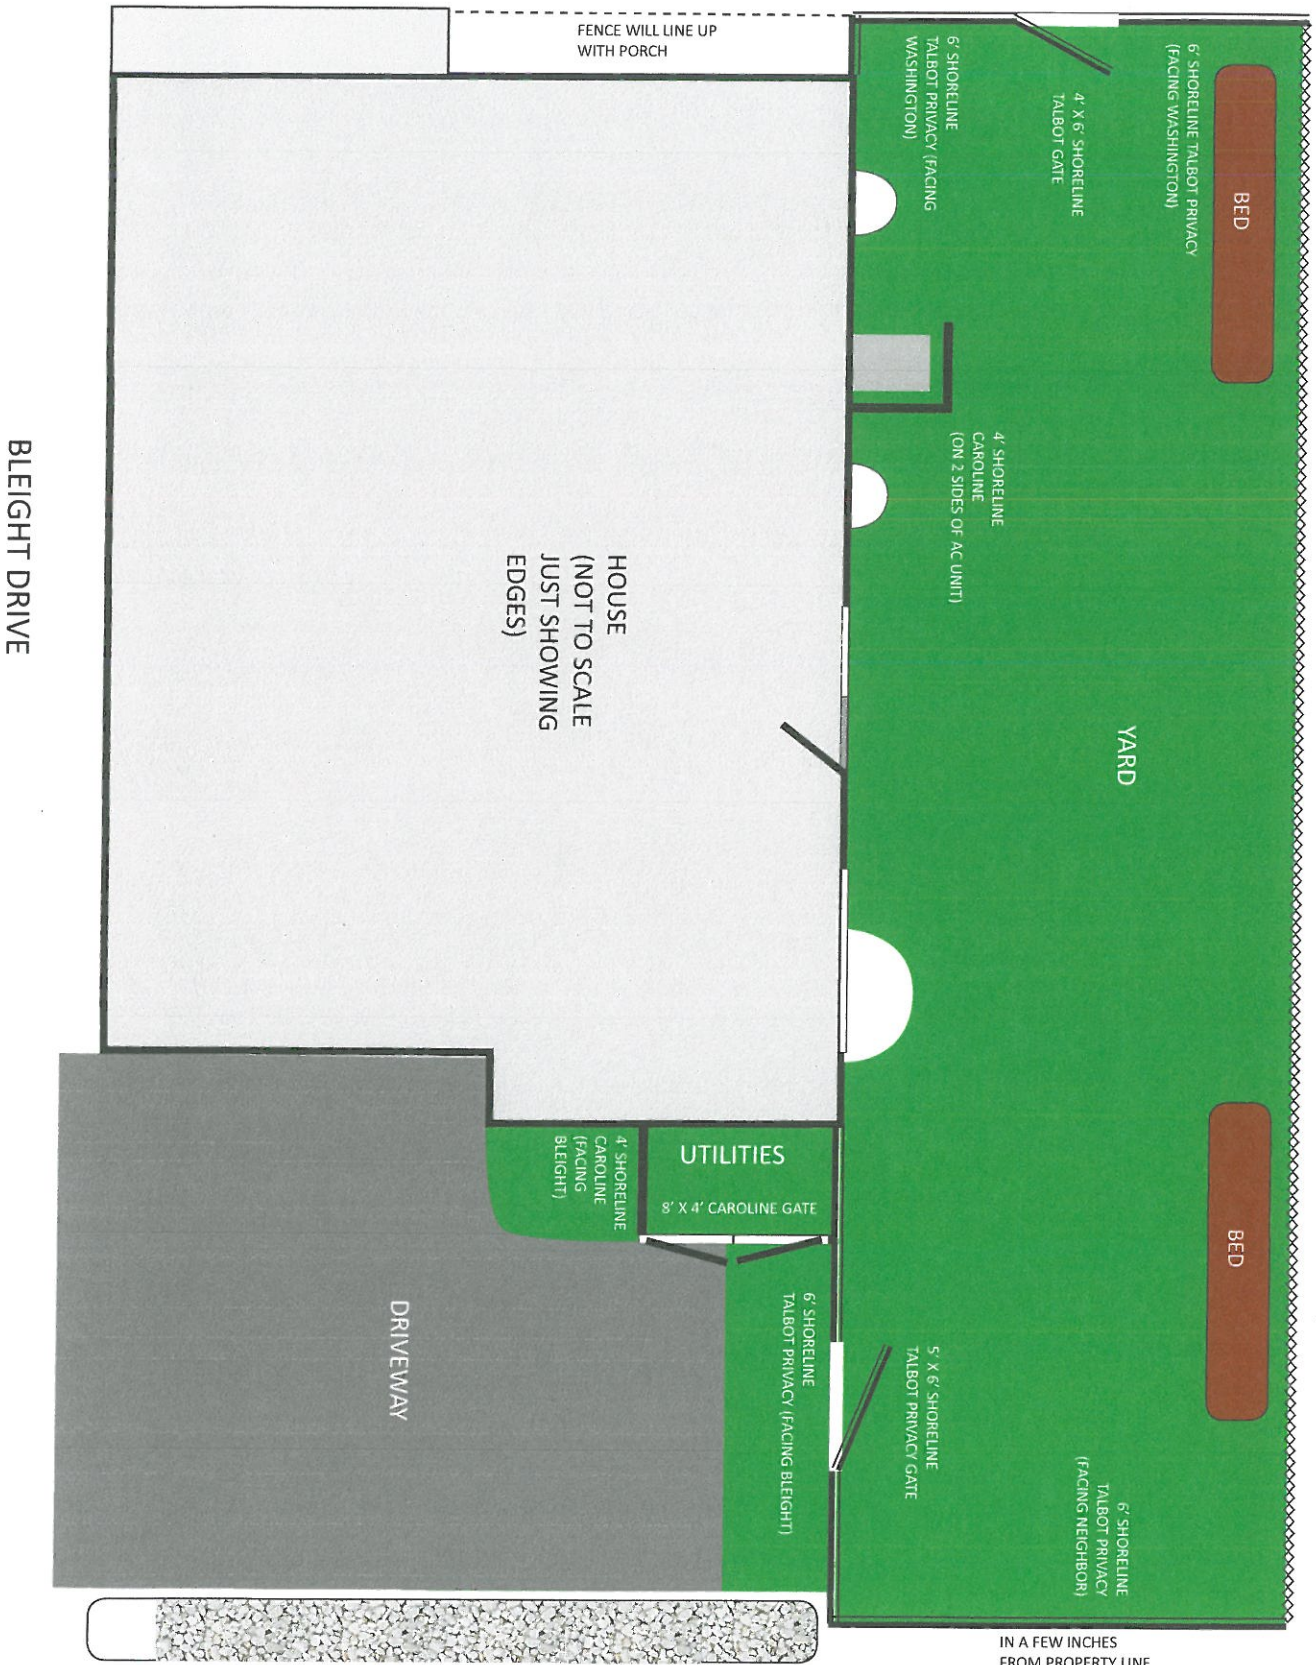 FENCE WILL LINE UP
WITH PORCH
6' SHORELINE
TALBOT PRIVACY (FACING
WASHINGTON)
4' X 6' SHORELINE
TALBOT GATE
6' SHORELINE TALBOT PRIVACY
(FACING WASHINGTON)
BED
4' SHORELINE
CAROLINE
(ON 2 SIDES OF AC UNIT)
HOUSE
(NOT TO SCALE
JUST SHOWING
EDGES)
YARD
BLEIGHT DRIVE
4' SHORELINE
CAROLINE
(FACING
BLEIGHT)
UTILITIES
8' X 4' CAROLINE GATE
BED
6' SHORELINE
TALBOT PRIVACY (FACING BLEIGHT)
5' X 6' SHORELINE
TALBOT PRIVACY GATE
6' SHORELINE
TALBOT PRIVACY
(FACING NEIGHBOR)
DRIVEWAY
IN A FEW INCHES
FROM PROPERTY LINE